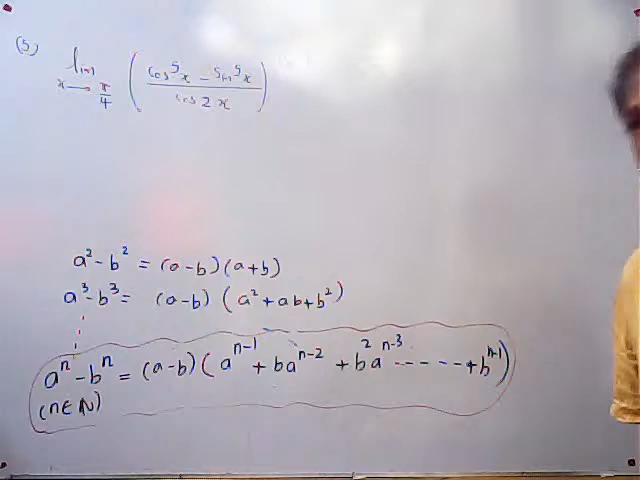 (5) lim x→π/4 ( cos⁵x - sin⁵x / cos 2x )
a² - b² = (a-b)(a+b)
a³ - b³ = (a-b) (a² + ab + b²)
aⁿ - bⁿ = (a-b) (aⁿ⁻¹ + baⁿ⁻² + b²aⁿ⁻³ ------ + bⁿ⁻¹)
(n∈ℕ)